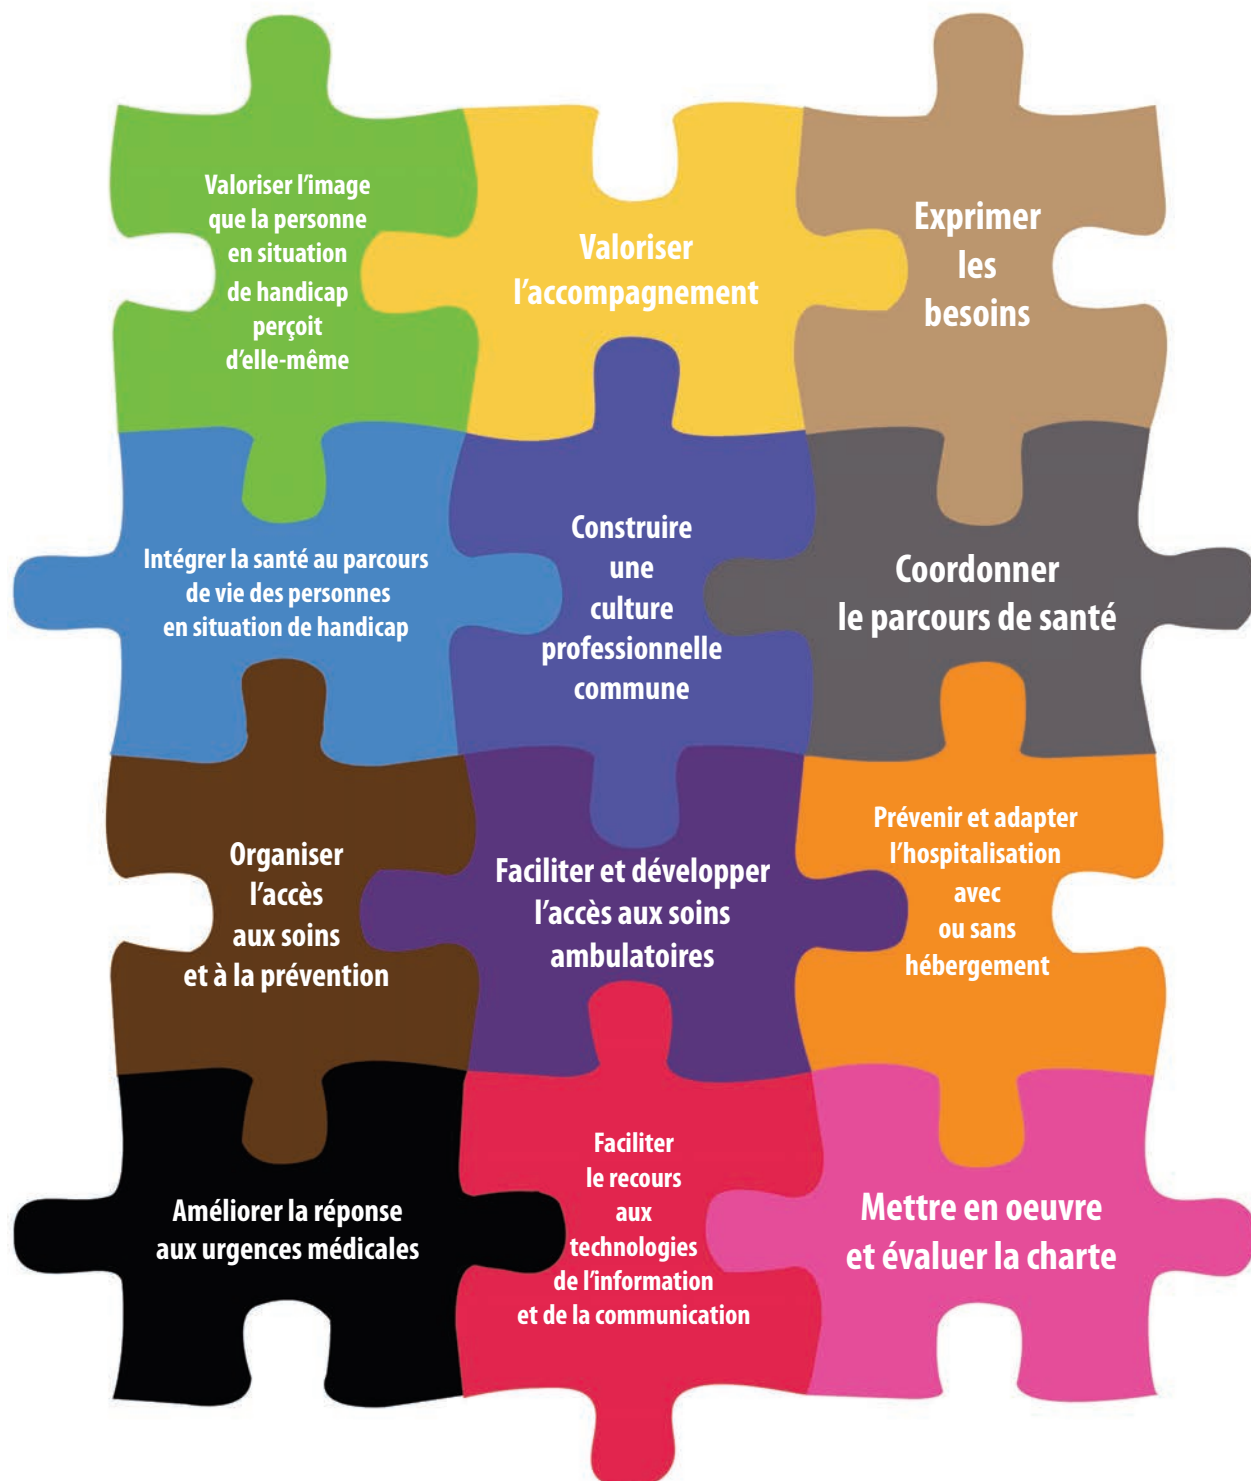 Valoriser l'image
que la personne
en situation
de handicap
perçoit
d'elle-même
Valoriser
l'accompagnement
Exprimer
les
besoins
Intégrer la santé au parcours
de vie des personnes
en situation de handicap
Construire
une
culture
professionnelle
commune
Coordonner
le parcours de santé
Organiser
l'accès
aux soins
et à la prévention
Faciliter et développer
l'accès aux soins
ambulatoires
Prévenir et adapter
l'hospitalisation
avec
ou sans
hébergement
Améliorer la réponse
aux urgences médicales
Faciliter
le recours
aux
technologies
de l'information
et de la communication
Mettre en oeuvre
et évaluer la charte